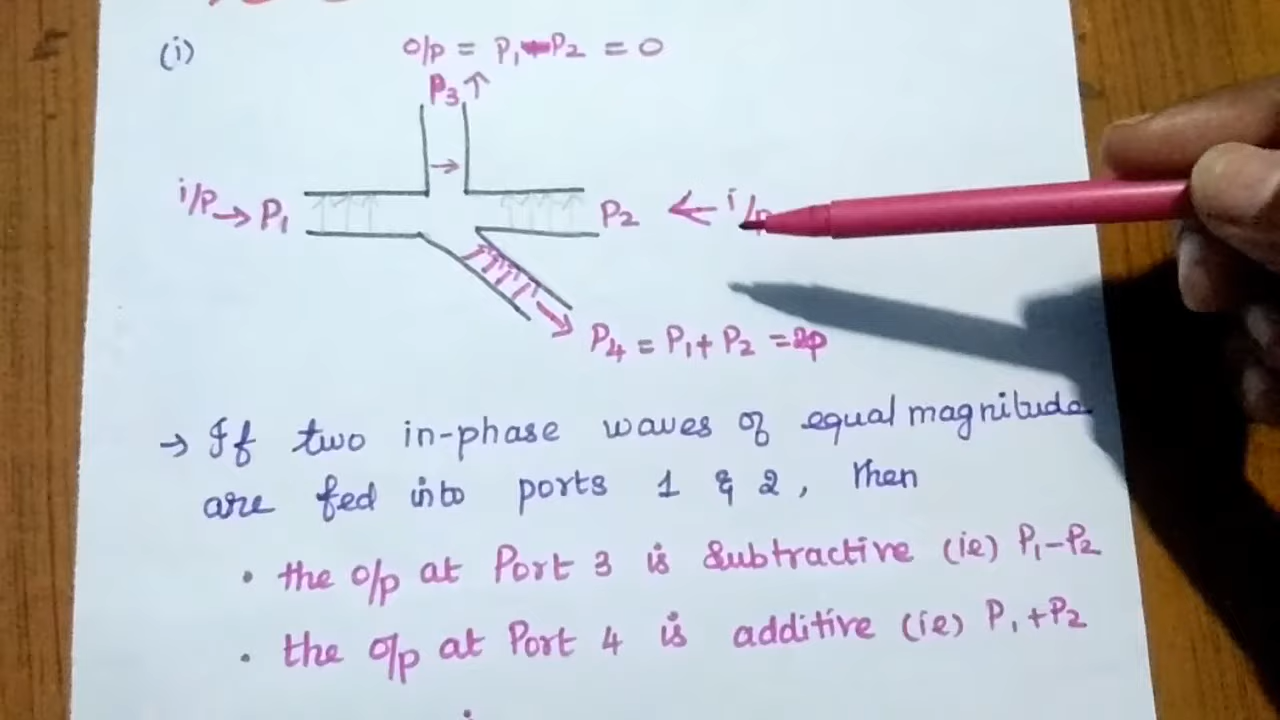 (i)
o/p = P1 - P2 = 0
P3 ↑
i/p → P1
P2 ← i/p
P4 = P1 + P2 = 2p
→ If two in-phase waves of equal magnitude
are fed into ports 1 & 2, then
• the o/p at Port 3 is Subtractive (ie) P1-P2
• the o/p at Port 4 is additive (ie) P1+P2